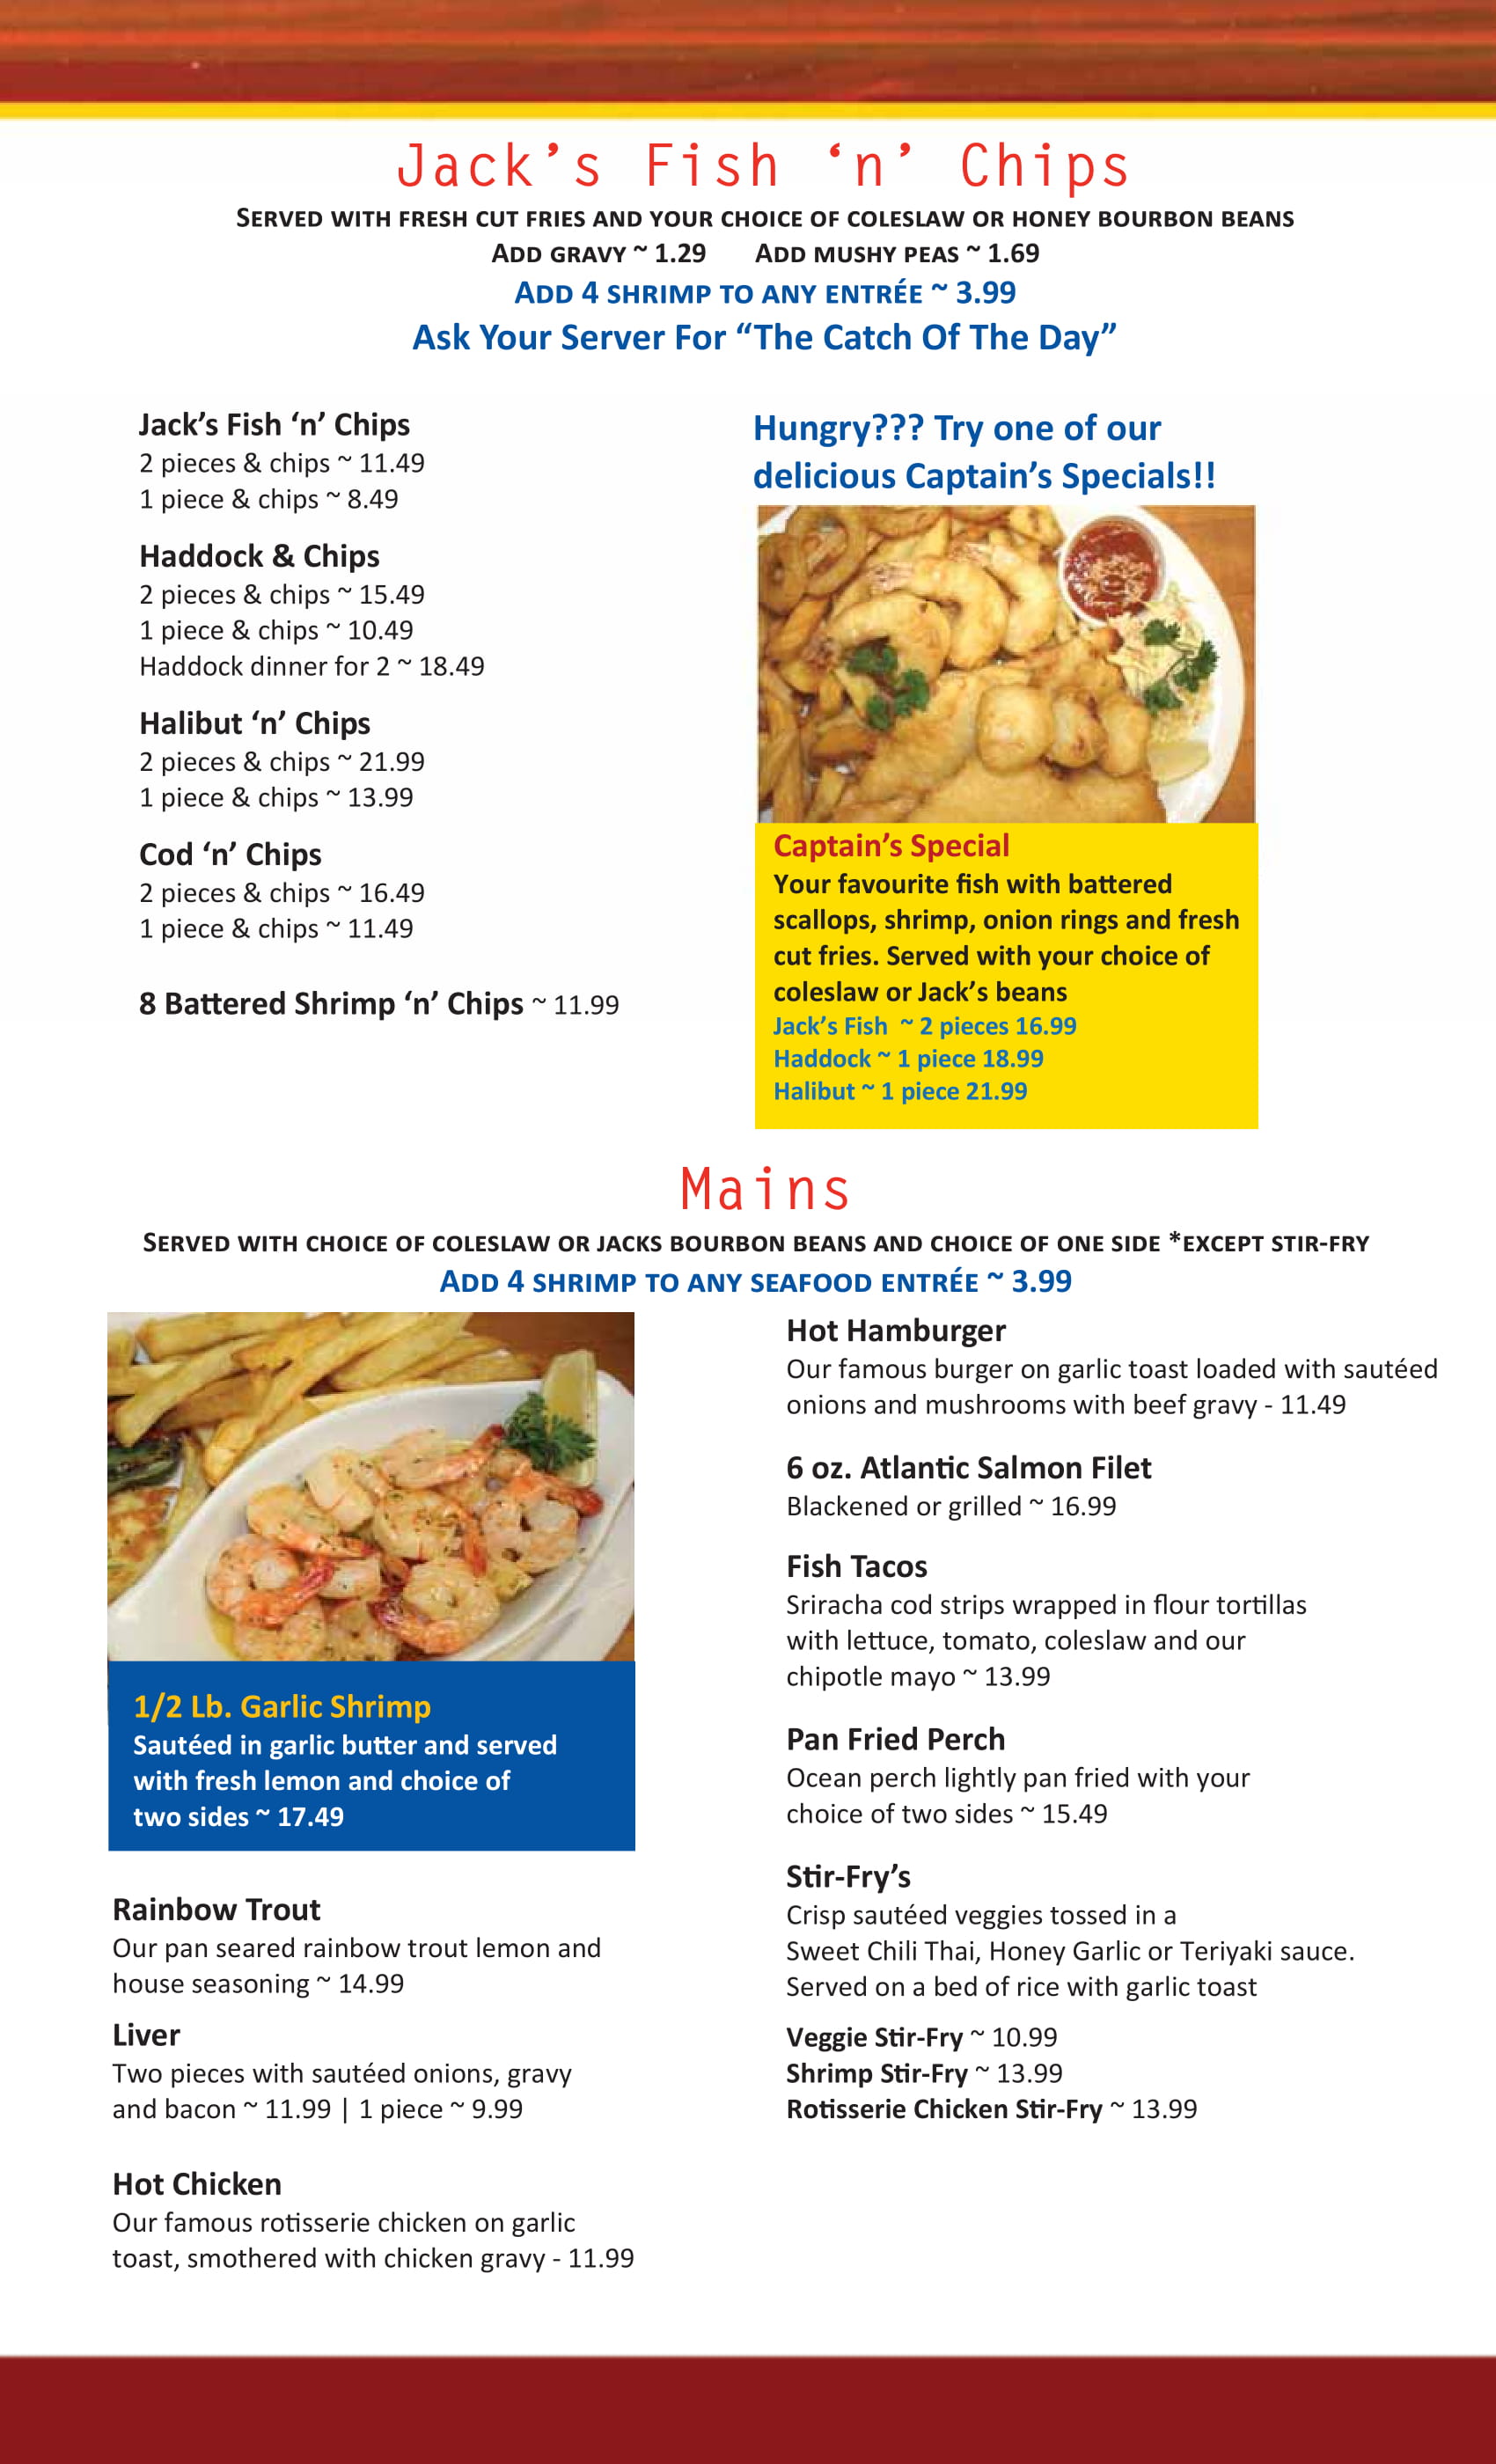 Jack’s Fish ‘n’ Chips
Served with fresh cut fries and your choice of coleslaw or honey bourbon beans
Add gravy ~ 1.29 Add mushy peas ~ 1.69
Add 4 shrimp to any entrée ~ 3.99
Ask Your Server For “The Catch Of The Day”
Jack’s Fish ‘n’ Chips
2 pieces & chips ~ 11.49
1 piece & chips ~ 8.49
Haddock & Chips
2 pieces & chips ~ 15.49
1 piece & chips ~ 10.49
Haddock dinner for 2 ~ 18.49
Halibut ‘n’ Chips
2 pieces & chips ~ 21.99
1 piece & chips ~ 13.99
Cod ‘n’ Chips
2 pieces & chips ~ 16.49
1 piece & chips ~ 11.49
8 Battered Shrimp ‘n’ Chips ~ 11.99
Hungry??? Try one of our
delicious Captain’s Specials!!
Captain’s Special
Your favourite fish with battered
scallops, shrimp, onion rings and fresh
cut fries. Served with your choice of
coleslaw or Jack’s beans
Jack’s Fish ~ 2 pieces 16.99
Haddock ~ 1 piece 18.99
Halibut ~ 1 piece 21.99
Mains
Served with choice of coleslaw or jacks bourbon beans and choice of one side *except stir-fry
Add 4 shrimp to any seafood entrée ~ 3.99
1/2 Lb. Garlic Shrimp
Sautéed in garlic butter and served
with fresh lemon and choice of
two sides ~ 17.49
Rainbow Trout
Our pan seared rainbow trout lemon and
house seasoning ~ 14.99
Liver
Two pieces with sautéed onions, gravy
and bacon ~ 11.99 | 1 piece ~ 9.99
Hot Chicken
Our famous rotisserie chicken on garlic
toast, smothered with chicken gravy - 11.99
Hot Hamburger
Our famous burger on garlic toast loaded with sautéed
onions and mushrooms with beef gravy - 11.49
6 oz. Atlantic Salmon Filet
Blackened or grilled ~ 16.99
Fish Tacos
Sriracha cod strips wrapped in flour tortillas
with lettuce, tomato, coleslaw and our
chipotle mayo ~ 13.99
Pan Fried Perch
Ocean perch lightly pan fried with your
choice of two sides ~ 15.49
Stir-Fry’s
Crisp sautéed veggies tossed in a
Sweet Chili Thai, Honey Garlic or Teriyaki sauce.
Served on a bed of rice with garlic toast
Veggie Stir-Fry ~ 10.99
Shrimp Stir-Fry ~ 13.99
Rotisserie Chicken Stir-Fry ~ 13.99